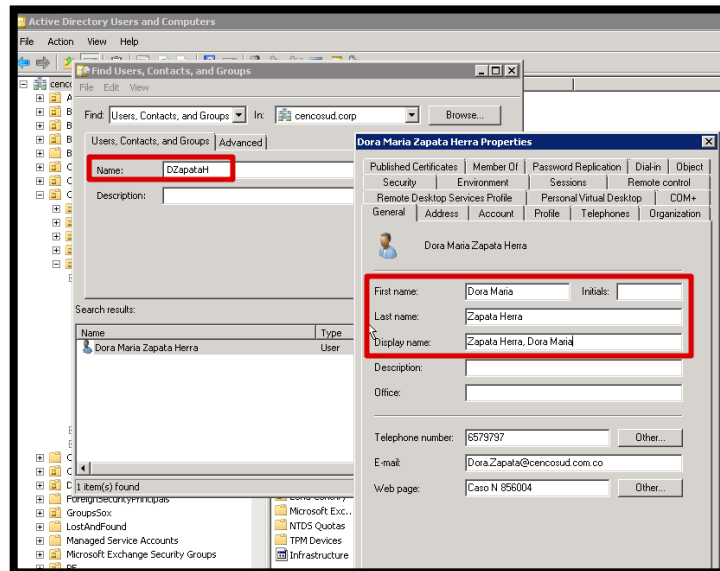 Active Directory Users and Computers
File Action View Help
Find Users, Contacts, and Groups
File Edit View
Find: Users, Contacts, and Groups In: cencosud.corp Browse...
Users, Contacts, and Groups Advanced
Name: DZapataH
Description:
Search results:
Name Type
Dora Maria Zapata Herra User
1 item(s) found
ForeignSecurityPrincipals
GroupsSox
LostAndFound
Managed Service Accounts
Microsoft Exchange Security Groups
Microsoft Exc..
NTDS Quotas
TPM Devices
Infrastructure
Dora Maria Zapata Herra Properties
Published Certificates Member Of Password Replication Dial-in Object
Security Environment Sessions Remote control
Remote Desktop Services Profile Personal Virtual Desktop COM+
General Address Account Profile Telephones Organization
Dora Maria Zapata Herra
First name: Dora Maria Initials:
Last name: Zapata Herra
Display name: Zapata Herra, Dora Maria
Description:
Office:
Telephone number: 6579797 Other...
E-mail: Dora.Zapata@cencosud.com.co
Web page: Caso N 856004 Other...